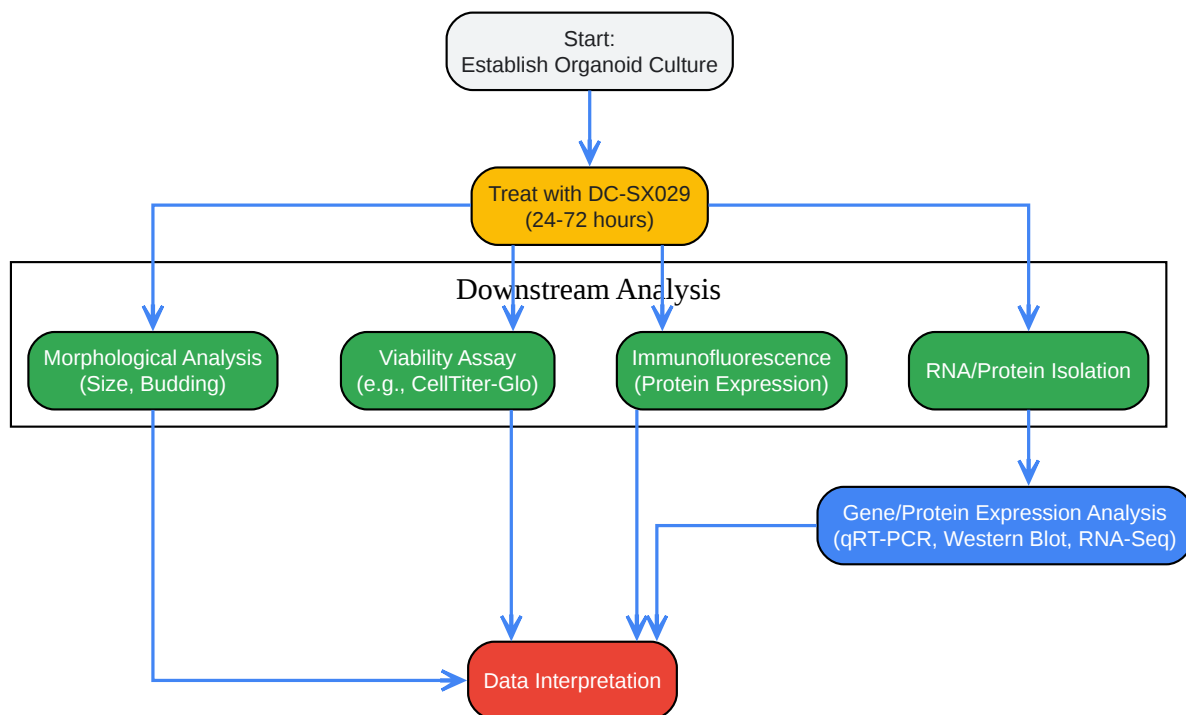 Start:
Establish Organoid Culture
Treat with DC-SX029
(24-72 hours)
Downstream Analysis
Morphological Analysis
(Size, Budding)
Viability Assay
(e.g., CellTiter-Glo)
Immunofluorescence
(Protein Expression)
RNA/Protein Isolation
Gene/Protein Expression Analysis
(qRT-PCR, Western Blot, RNA-Seq)
Data Interpretation